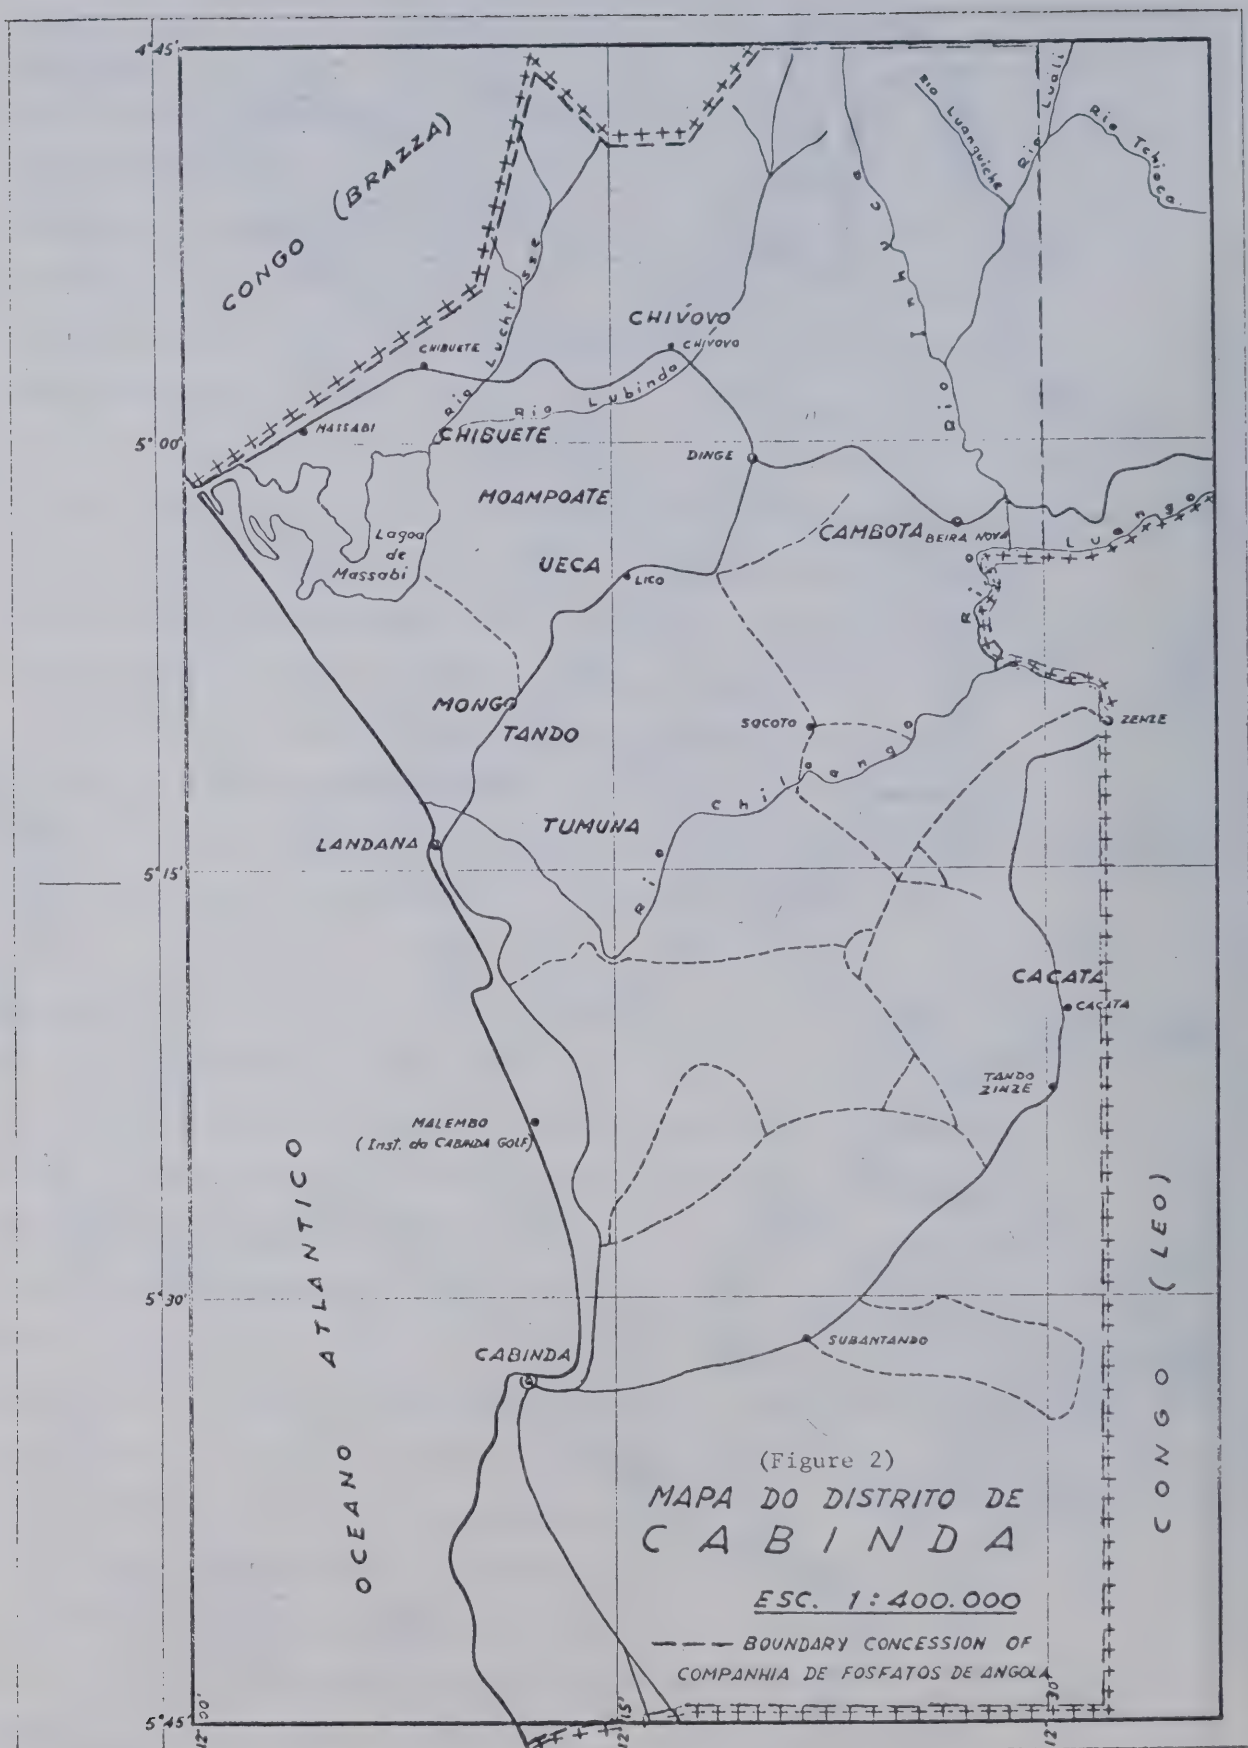 4°45'
CONGO (BRAZZA)
Rio Luchtisse
Rio Luanquiche
Rio Luali
Rio Tchioca
Rio Inhuca
CHIVOVO
CHIVOVO
CHIBUETE
Rio Lubinda
MASSABI
5°00'
CHIBUETE
DINGE
MOAMPOATE
CAMBOTA
BEIRA NOVA
Rio Luango
Lagoa
de
Massabi
UECA
LICO
MONGO
TANDO
SOCOTO
ZENZE
Rio Chiloango
TUMUNA
LANDANA
5°15'
CACATA
CACATA
TANDO
ZINZE
MALEMBO
(Inst. da CABINDA GOLF)
OCEANO ATLANTICO
CONGO (LEO)
5°30'
SUBANTANDO
CABINDA
(Figure 2)
MAPA DO DISTRITO DE
CABINDA
ESC. 1:400.000
BOUNDARY CONCESSION OF
COMPANHIA DE FOSFATOS DE ANGOLA
5°45'
12°00'
12°15'
12°30'